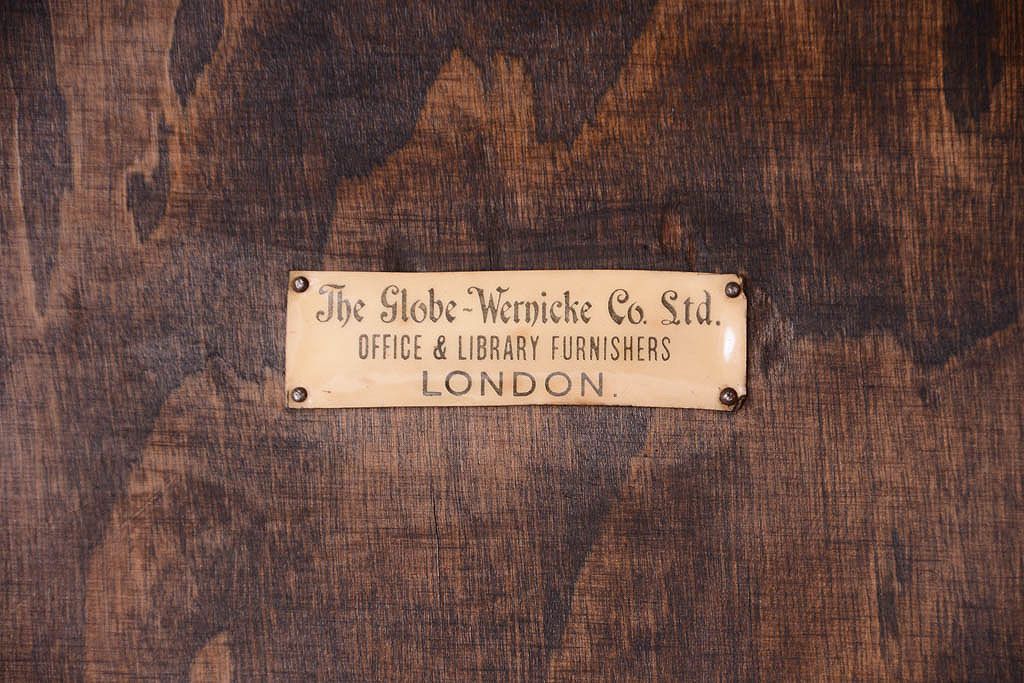 The Globe-Wernicke Co. Ltd.
OFFICE & LIBRARY FURNISHERS
LONDON.